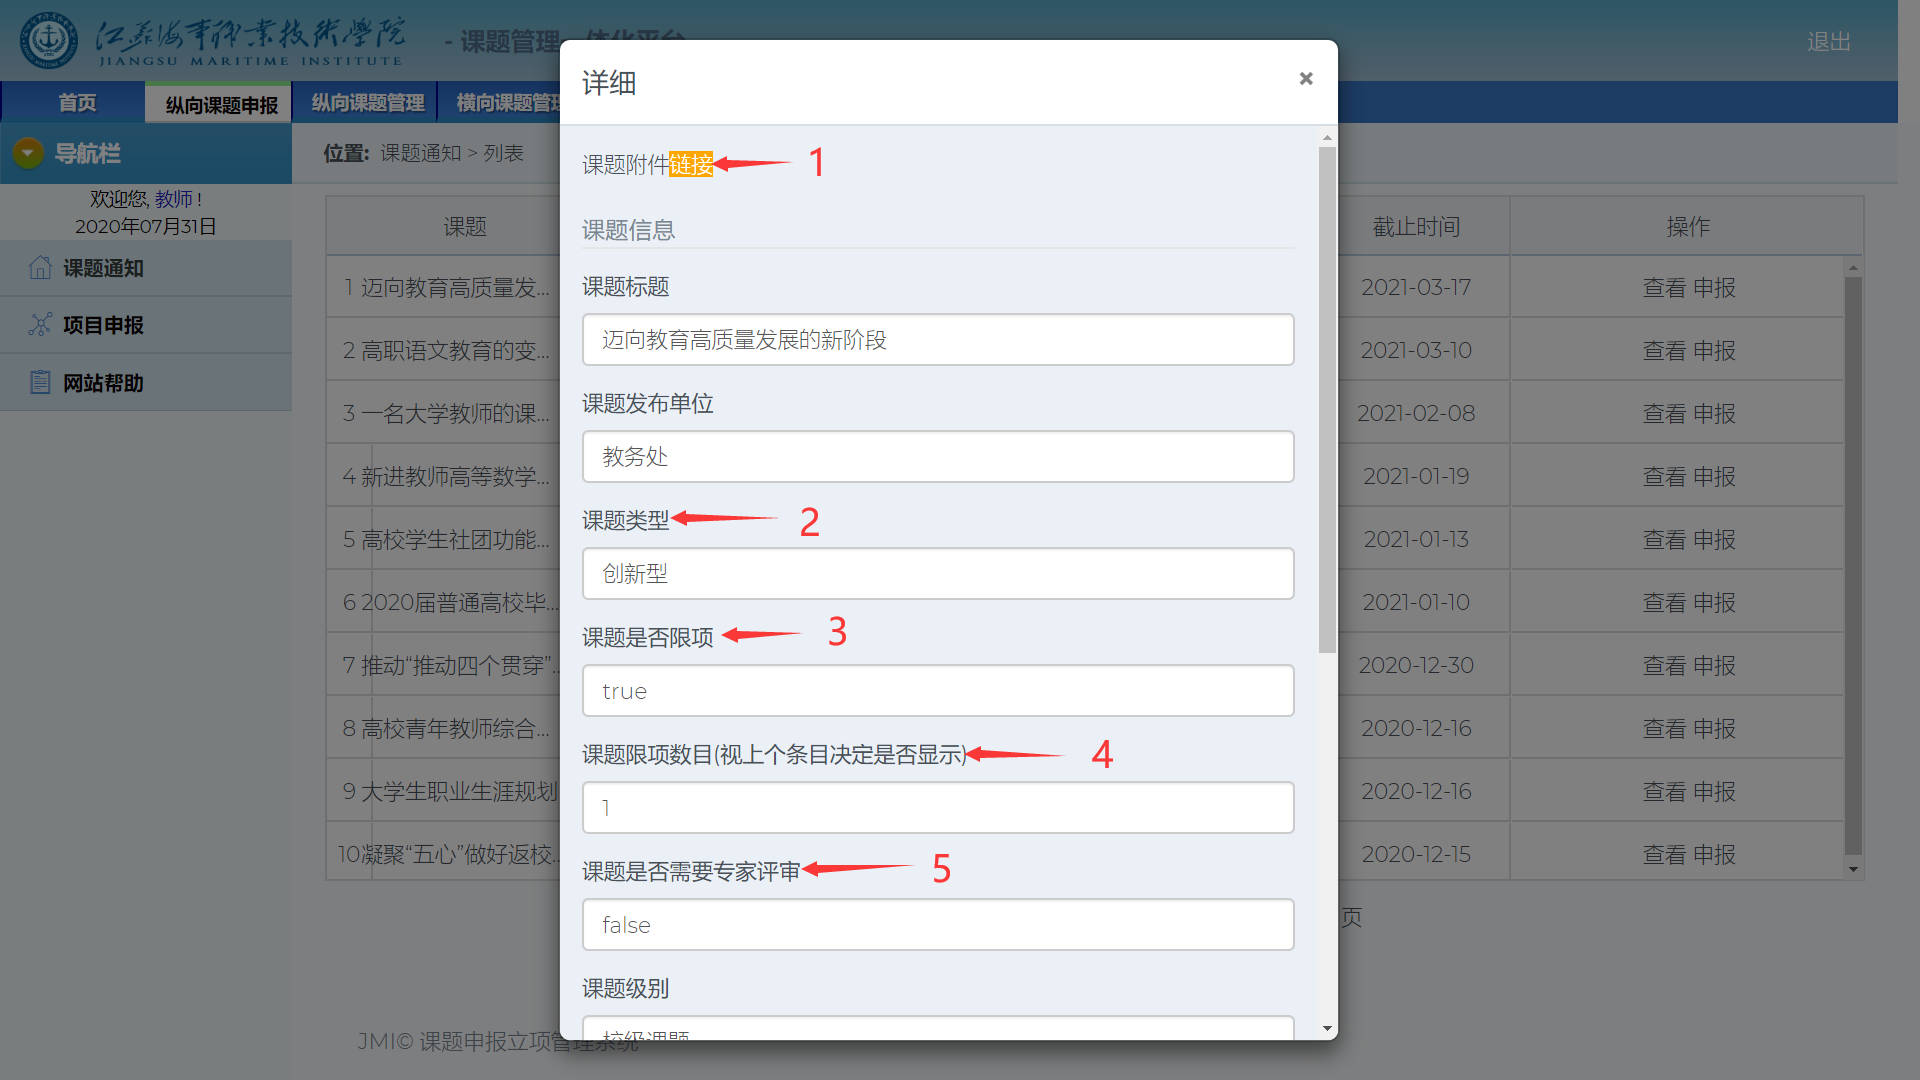 江苏海事职业技术学院
JIANGSU MARITIME INSTITUTE
- 课题管理一体化平台
退出
首页 纵向课题申报 纵向课题管理 横向课题管理
导航栏
位置: 课题通知 > 列表
欢迎您, 教师 !
2020年07月31日
课题通知
项目申报
网站帮助
课题 截止时间 操作
1 迈向教育高质量发... 2021-03-17 查看 申报
2 高职语文教育的变... 2021-03-10 查看 申报
3 一名大学教师的课... 2021-02-08 查看 申报
4 新进教师高等数学... 2021-01-19 查看 申报
5 高校学生社团功能... 2021-01-13 查看 申报
6 2020届普通高校毕... 2021-01-10 查看 申报
7 推动“推动四个贯穿”... 2020-12-30 查看 申报
8 高校青年教师综合... 2020-12-16 查看 申报
9 大学生职业生涯规划 2020-12-16 查看 申报
10 凝聚“五心”做好返校... 2020-12-15 查看 申报
页
JMI© 课题申报立项管理系统
详细
×
课题附件链接 1
课题信息
课题标题
迈向教育高质量发展的新阶段
课题发布单位
教务处
课题类型 2
创新型
课题是否限项 3
true
课题限项数目(视上个条目决定是否显示) 4
1
课题是否需要专家评审 5
false
课题级别
校级课题